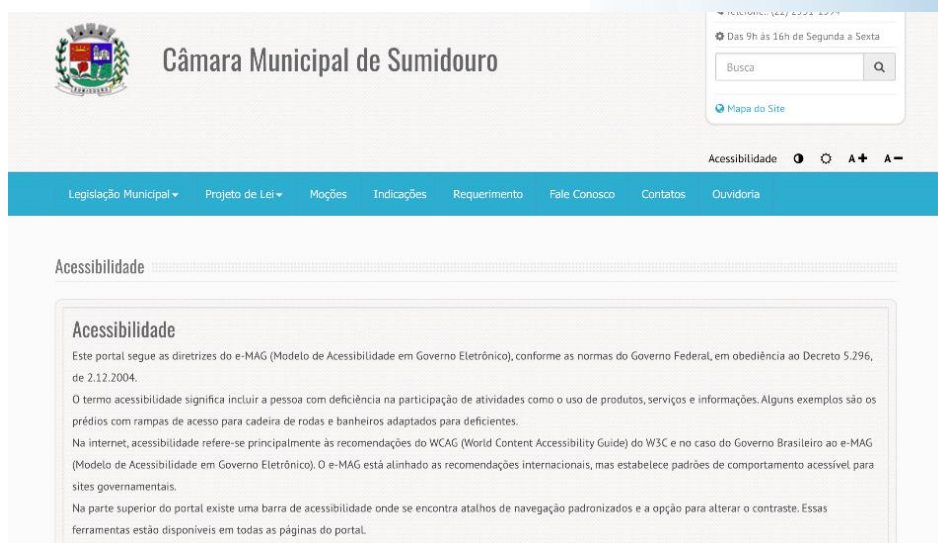 Câmara Municipal de Sumidouro
SUMIDOURO
Das 9h às 16h de Segunda a Sexta
Busca
Mapa do Site
Acessibilidade A+ A-
Legislação Municipal Projeto de Lei Moções Indicações Requerimento Fale Conosco Contatos Ouvidoria
Acessibilidade
Acessibilidade
Este portal segue as diretrizes do e-MAG (Modelo de Acessibilidade em Governo Eletrônico), conforme as normas do Governo Federal, em obediência ao Decreto 5.296,
de 2.12.2004.
O termo acessibilidade significa incluir a pessoa com deficiência na participação de atividades como o uso de produtos, serviços e informações. Alguns exemplos são os
prédios com rampas de acesso para cadeira de rodas e banheiros adaptados para deficientes.
Na internet, acessibilidade refere-se principalmente às recomendações do WCAG (World Content Accessibility Guide) do W3C e no caso do Governo Brasileiro ao e-MAG
(Modelo de Acessibilidade em Governo Eletrônico). O e-MAG está alinhado as recomendações internacionais, mas estabelece padrões de comportamento acessível para
sites governamentais.
Na parte superior do portal existe uma barra de acessibilidade onde se encontra atalhos de navegação padronizados e a opção para alterar o contraste. Essas
ferramentas estão disponíveis em todas as páginas do portal.